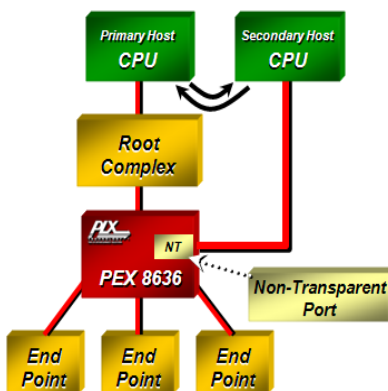 Primary Host
CPU
Secondary Host
CPU
Root
Complex
PLX
NT
PEX 8636
Non-Transparent
Port
End
Point
End
Point
End
Point